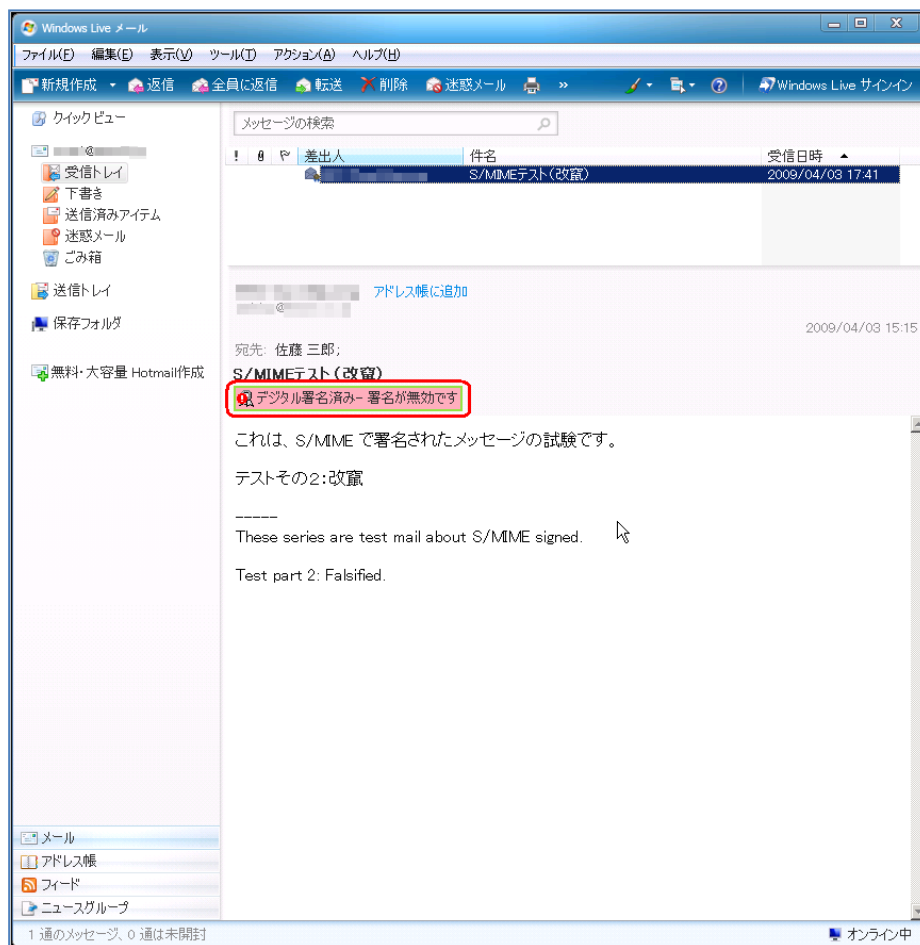 Windows Live メール
ファイル(F) 編集(E) 表示(V) ツール(T) アクション(A) ヘルプ(H)
新規作成 返信 全員に返信 転送 削除 迷惑メール » Windows Live サインイン
クイック ビュー
@
受信トレイ
下書き
送信済みアイテム
迷惑メール
ごみ箱
送信トレイ
保存フォルダ
無料・大容量 Hotmail作成
メッセージの検索
! 差出人 件名 受信日時
S/MIMEテスト(改竄) 2009/04/03 17:41
アドレス帳に追加
@
2009/04/03 15:15
宛先: 佐藤 三郎;
S/MIMEテスト(改竄)
デジタル署名済み- 署名が無効です
これは、S/MIME で署名されたメッセージの試験です。
テストその2:改竄
-----
These series are test mail about S/MIME signed.
Test part 2: Falsified.
メール
アドレス帳
フィード
ニュースグループ
1 通のメッセージ、0 通は未開封
オンライン中